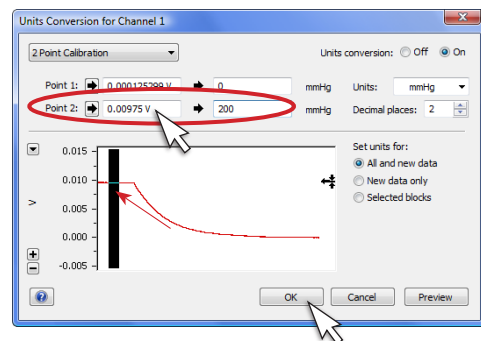 Units Conversion for Channel 1
2 Point Calibration Units conversion: Off On
Point 1: 0.000125299 V 0 mmHg Units: mmHg
Point 2: 0.00975 V 200 mmHg Decimal places: 2
Set units for:
All and new data
New data only
Selected blocks
0.015
0.010
V
0.005
0.000
-0.005
OK Cancel Preview